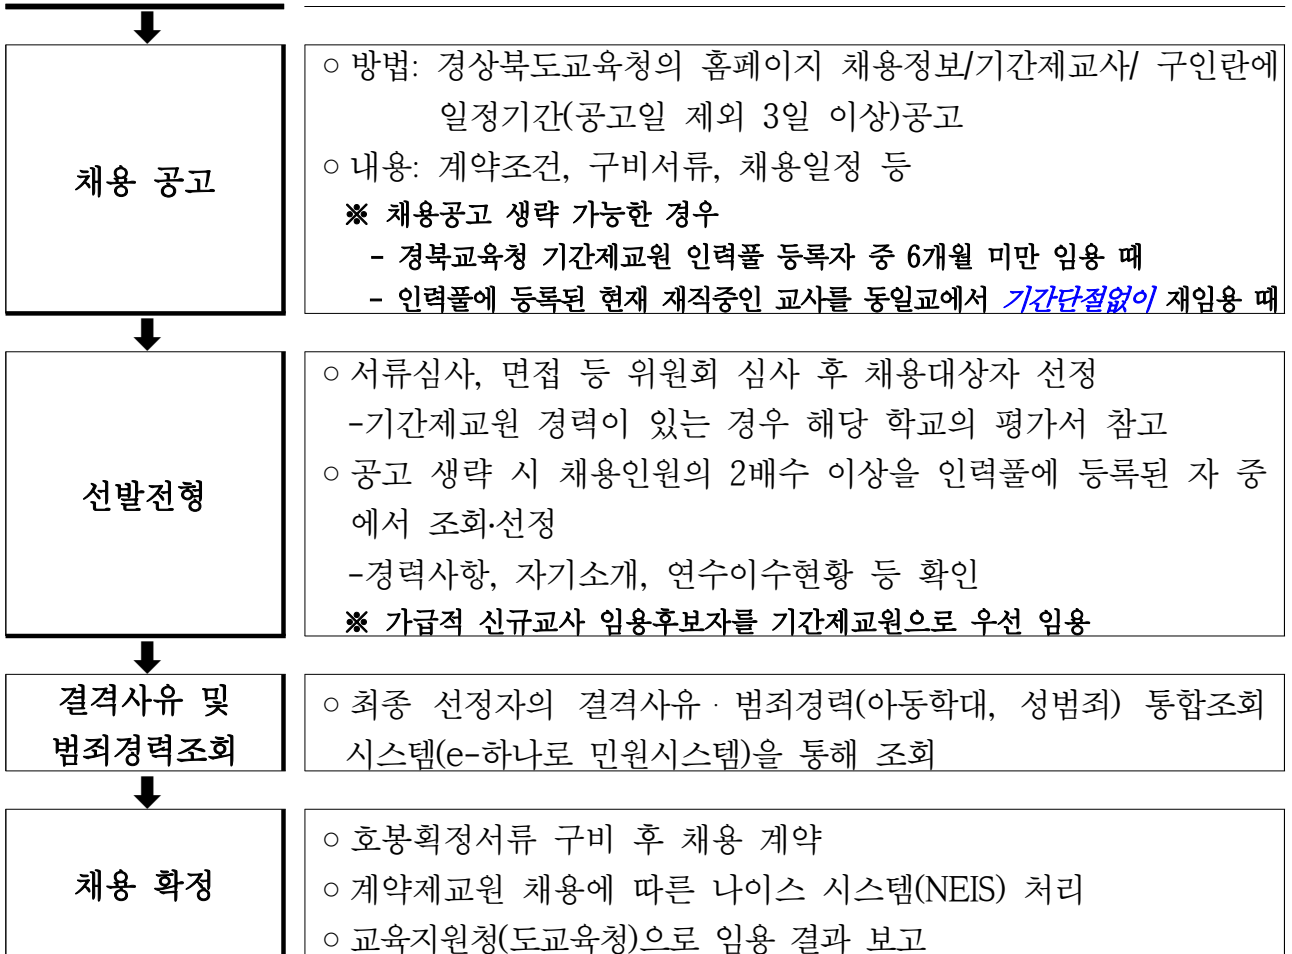 채용 공고
○ 방법: 경상북도교육청의 홈페이지 채용정보/기간제교사/ 구인란에
일정기간(공고일 제외 3일 이상)공고
○ 내용: 계약조건, 구비서류, 채용일정 등
※ 채용공고 생략 가능한 경우
- 경북교육청 기간제교원 인력풀 등록자 중 6개월 미만 임용 때
- 인력풀에 등록된 현재 재직중인 교사를 동일교에서 기간단절없이 재임용 때
선발전형
○ 서류심사, 면접 등 위원회 심사 후 채용대상자 선정
-기간제교원 경력이 있는 경우 해당 학교의 평가서 참고
○ 공고 생략 시 채용인원의 2배수 이상을 인력풀에 등록된 자 중
에서 조회·선정
-경력사항, 자기소개, 연수이수현황 등 확인
※ 가급적 신규교사 임용후보자를 기간제교원으로 우선 임용
결격사유 및
범죄경력조회
○ 최종 선정자의 결격사유·범죄경력(아동학대, 성범죄) 통합조회
시스템(e-하나로 민원시스템)을 통해 조회
채용 확정
○ 호봉획정서류 구비 후 채용 계약
○ 계약제교원 채용에 따른 나이스 시스템(NEIS) 처리
○ 교육지원청(도교육청)으로 임용 결과 보고